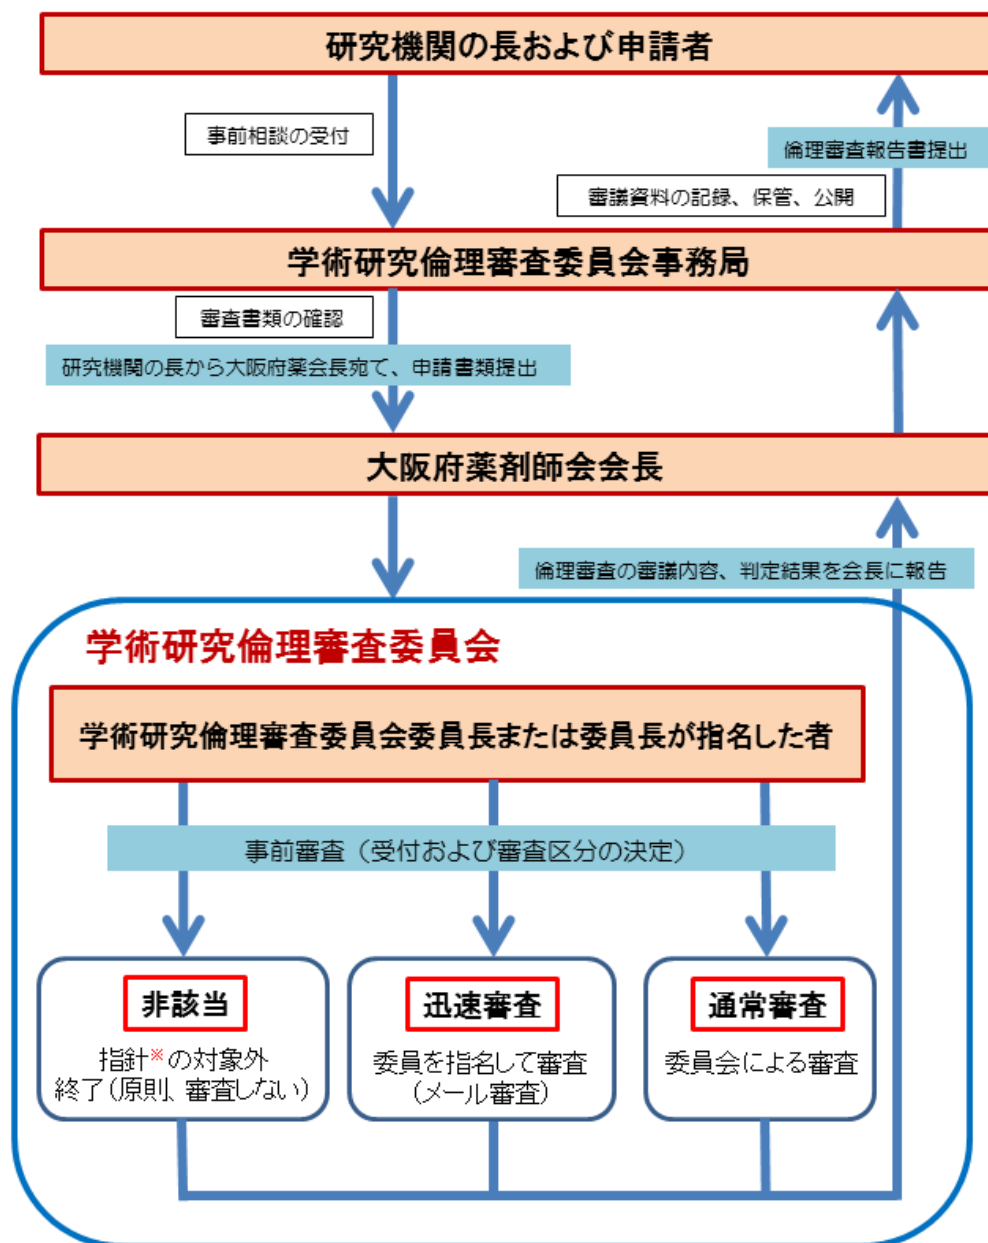 研究機関の長および申請者
事前相談の受付
倫理審査報告書提出
審議資料の記録、保管、公開
学術研究倫理審査委員会事務局
審査書類の確認
研究機関の長から大阪府薬会長宛て、申請書類提出
大阪府薬剤師会会長
倫理審査の審議内容、判定結果を会長に報告
学術研究倫理審査委員会
学術研究倫理審査委員会委員長または委員長が指名した者
事前審査（受付および審査区分の決定）
非該当
指針※の対象外
終了(原則、審査しない)
迅速審査
委員を指名して審査
(メール審査)
通常審査
委員会による審査